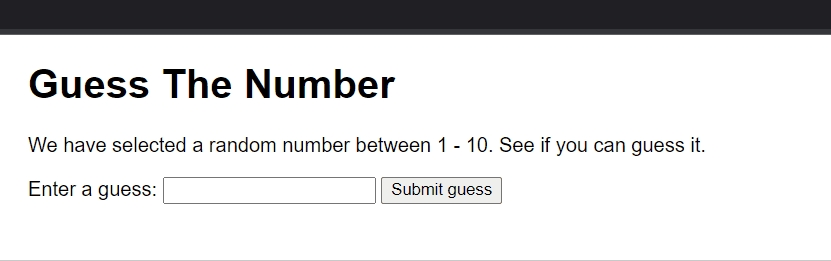 Guess The Number
We have selected a random number between 1 - 10. See if you can guess it.
Enter a guess: Submit guess